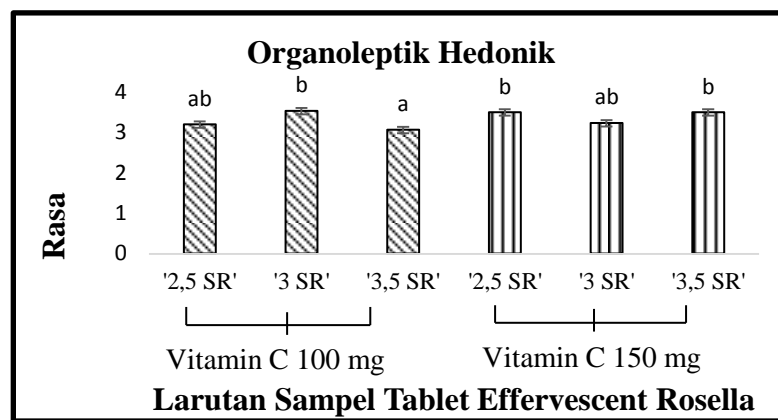 Organoleptik Hedonik
Rasa
4
3
2
1
0
ab b a b ab b
'2,5 SR' '3 SR' '3,5 SR' '2,5 SR' '3 SR' '3,5 SR'
Vitamin C 100 mg Vitamin C 150 mg
Larutan Sampel Tablet Effervescent Rosella